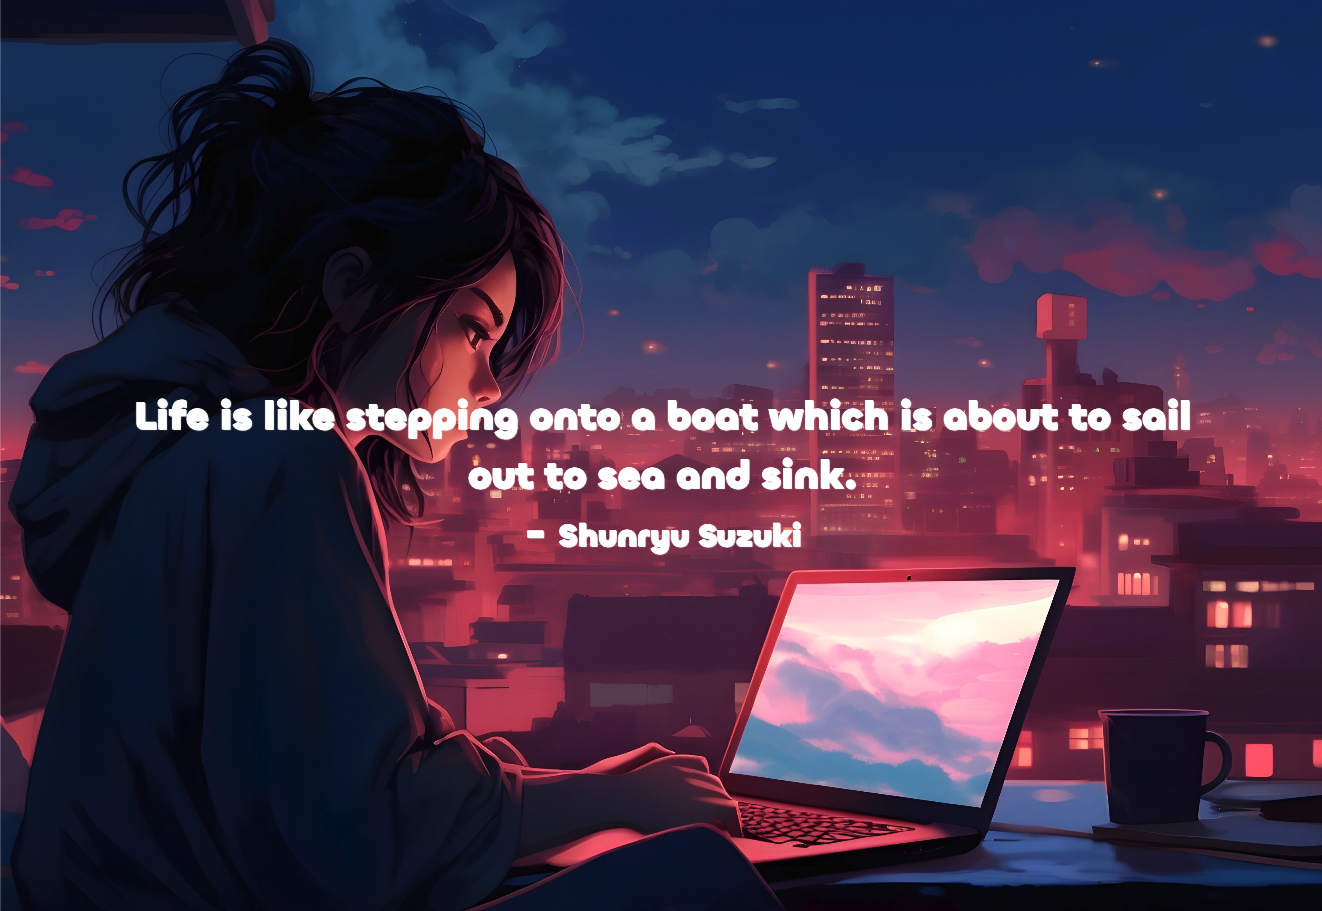 Life is like stepping onto a boat which is about to sail
out to sea and sink.
- Shunryu Suzuki